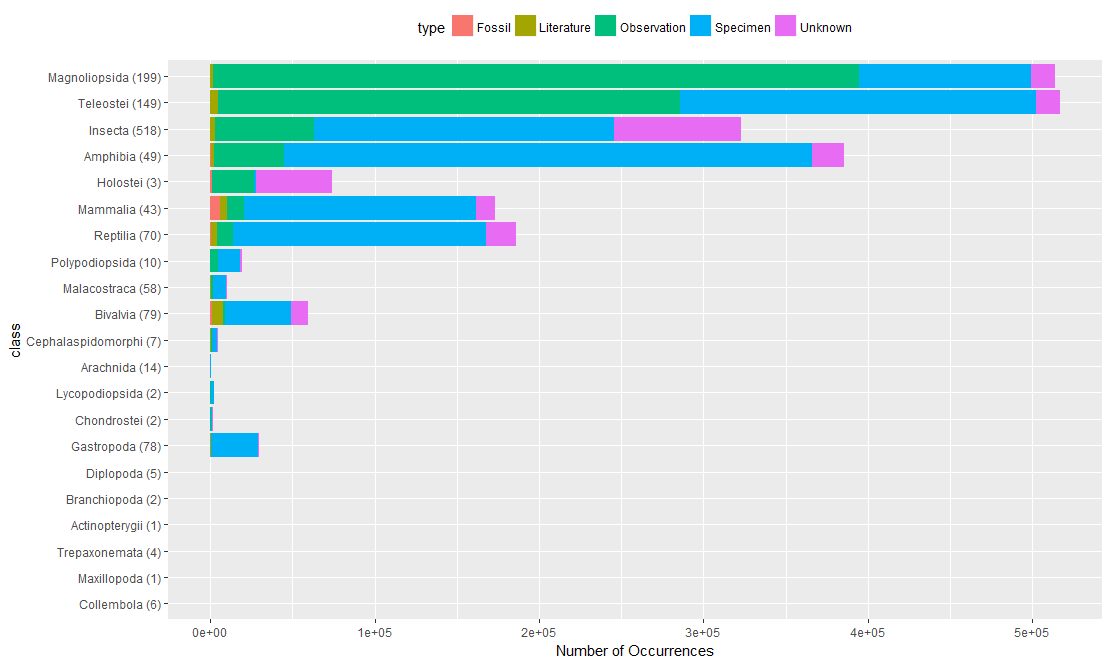 type Fossil Literature Observation Specimen Unknown
Magnoliopsida (199)
Teleostei (149)
Insecta (518)
Amphibia (49)
Holostei (3)
Mammalia (43)
Reptilia (70)
Polypodiopsida (10)
Malacostraca (58)
Bivalvia (79)
Cephalaspidomorphi (7)
Arachnida (14)
Lycopodiopsida (2)
Chondrostei (2)
Gastropoda (78)
Diplopoda (5)
Branchiopoda (2)
Actinopterygii (1)
Trepaxonemata (4)
Maxillopoda (1)
Collembola (6)
class
0e+00 1e+05 2e+05 3e+05 4e+05 5e+05
Number of Occurrences